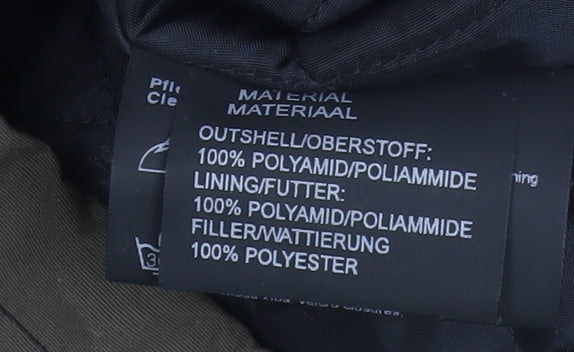 MATERIAL
MATERIAAL
OUTSHELL/OBERSTOFF:
100% POLYAMID/POLIAMMIDE
LINING/FUTTER:
100% POLYAMID/POLIAMMIDE
FILLER/WATTIERUNG
100% POLYESTER